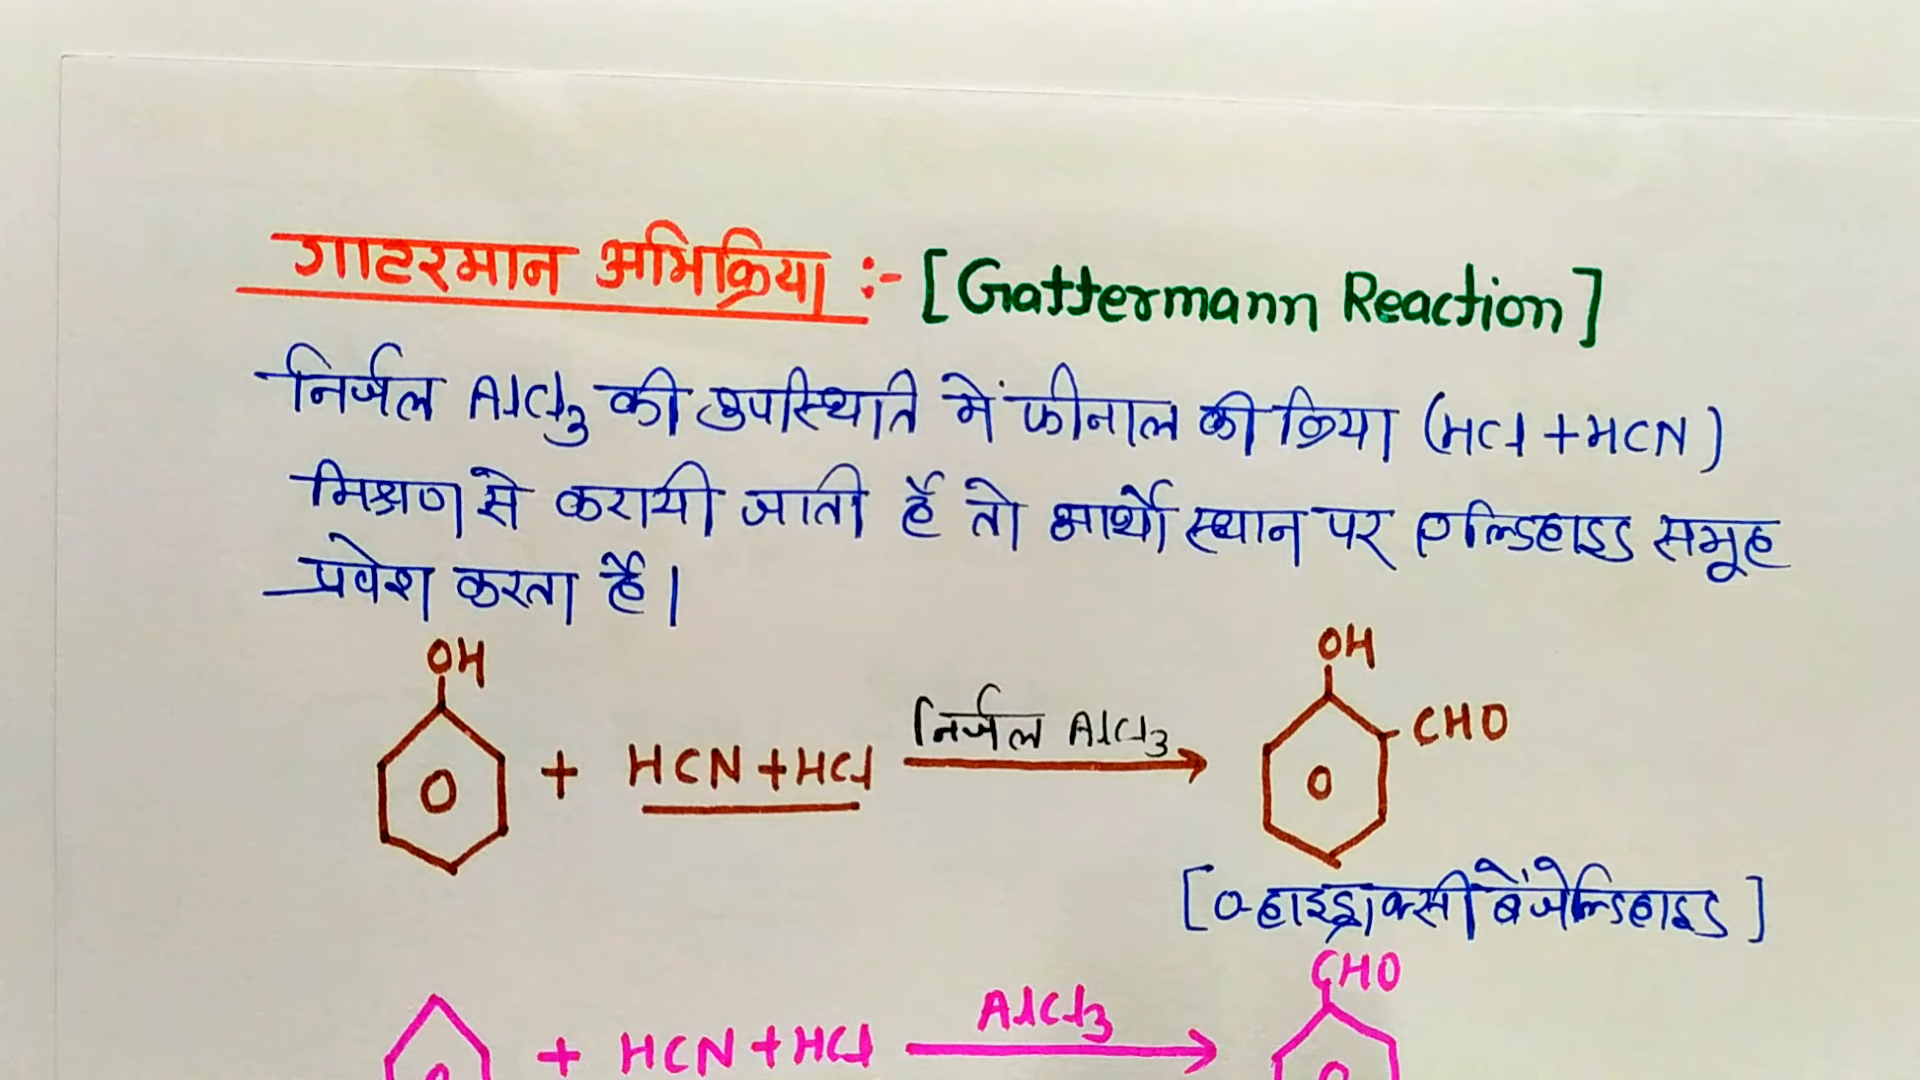 गाटरमान अभिक्रिया :- [Gattermann Reaction]
निर्जल AlCl3 की उपस्थिति में फीनाल की क्रिया (HCl + HCN)
मिश्रण से करायी जाती है तो आर्थो स्थान पर एल्डिहाइड समूह
प्रवेश करता है।
OH
OH
CHO
+ HCN + HCl
निर्जल AlCl3
[o-हाइड्राक्सी बेंजेल्डिहाइड]
CHO
+ HCN + HCl
AlCl3